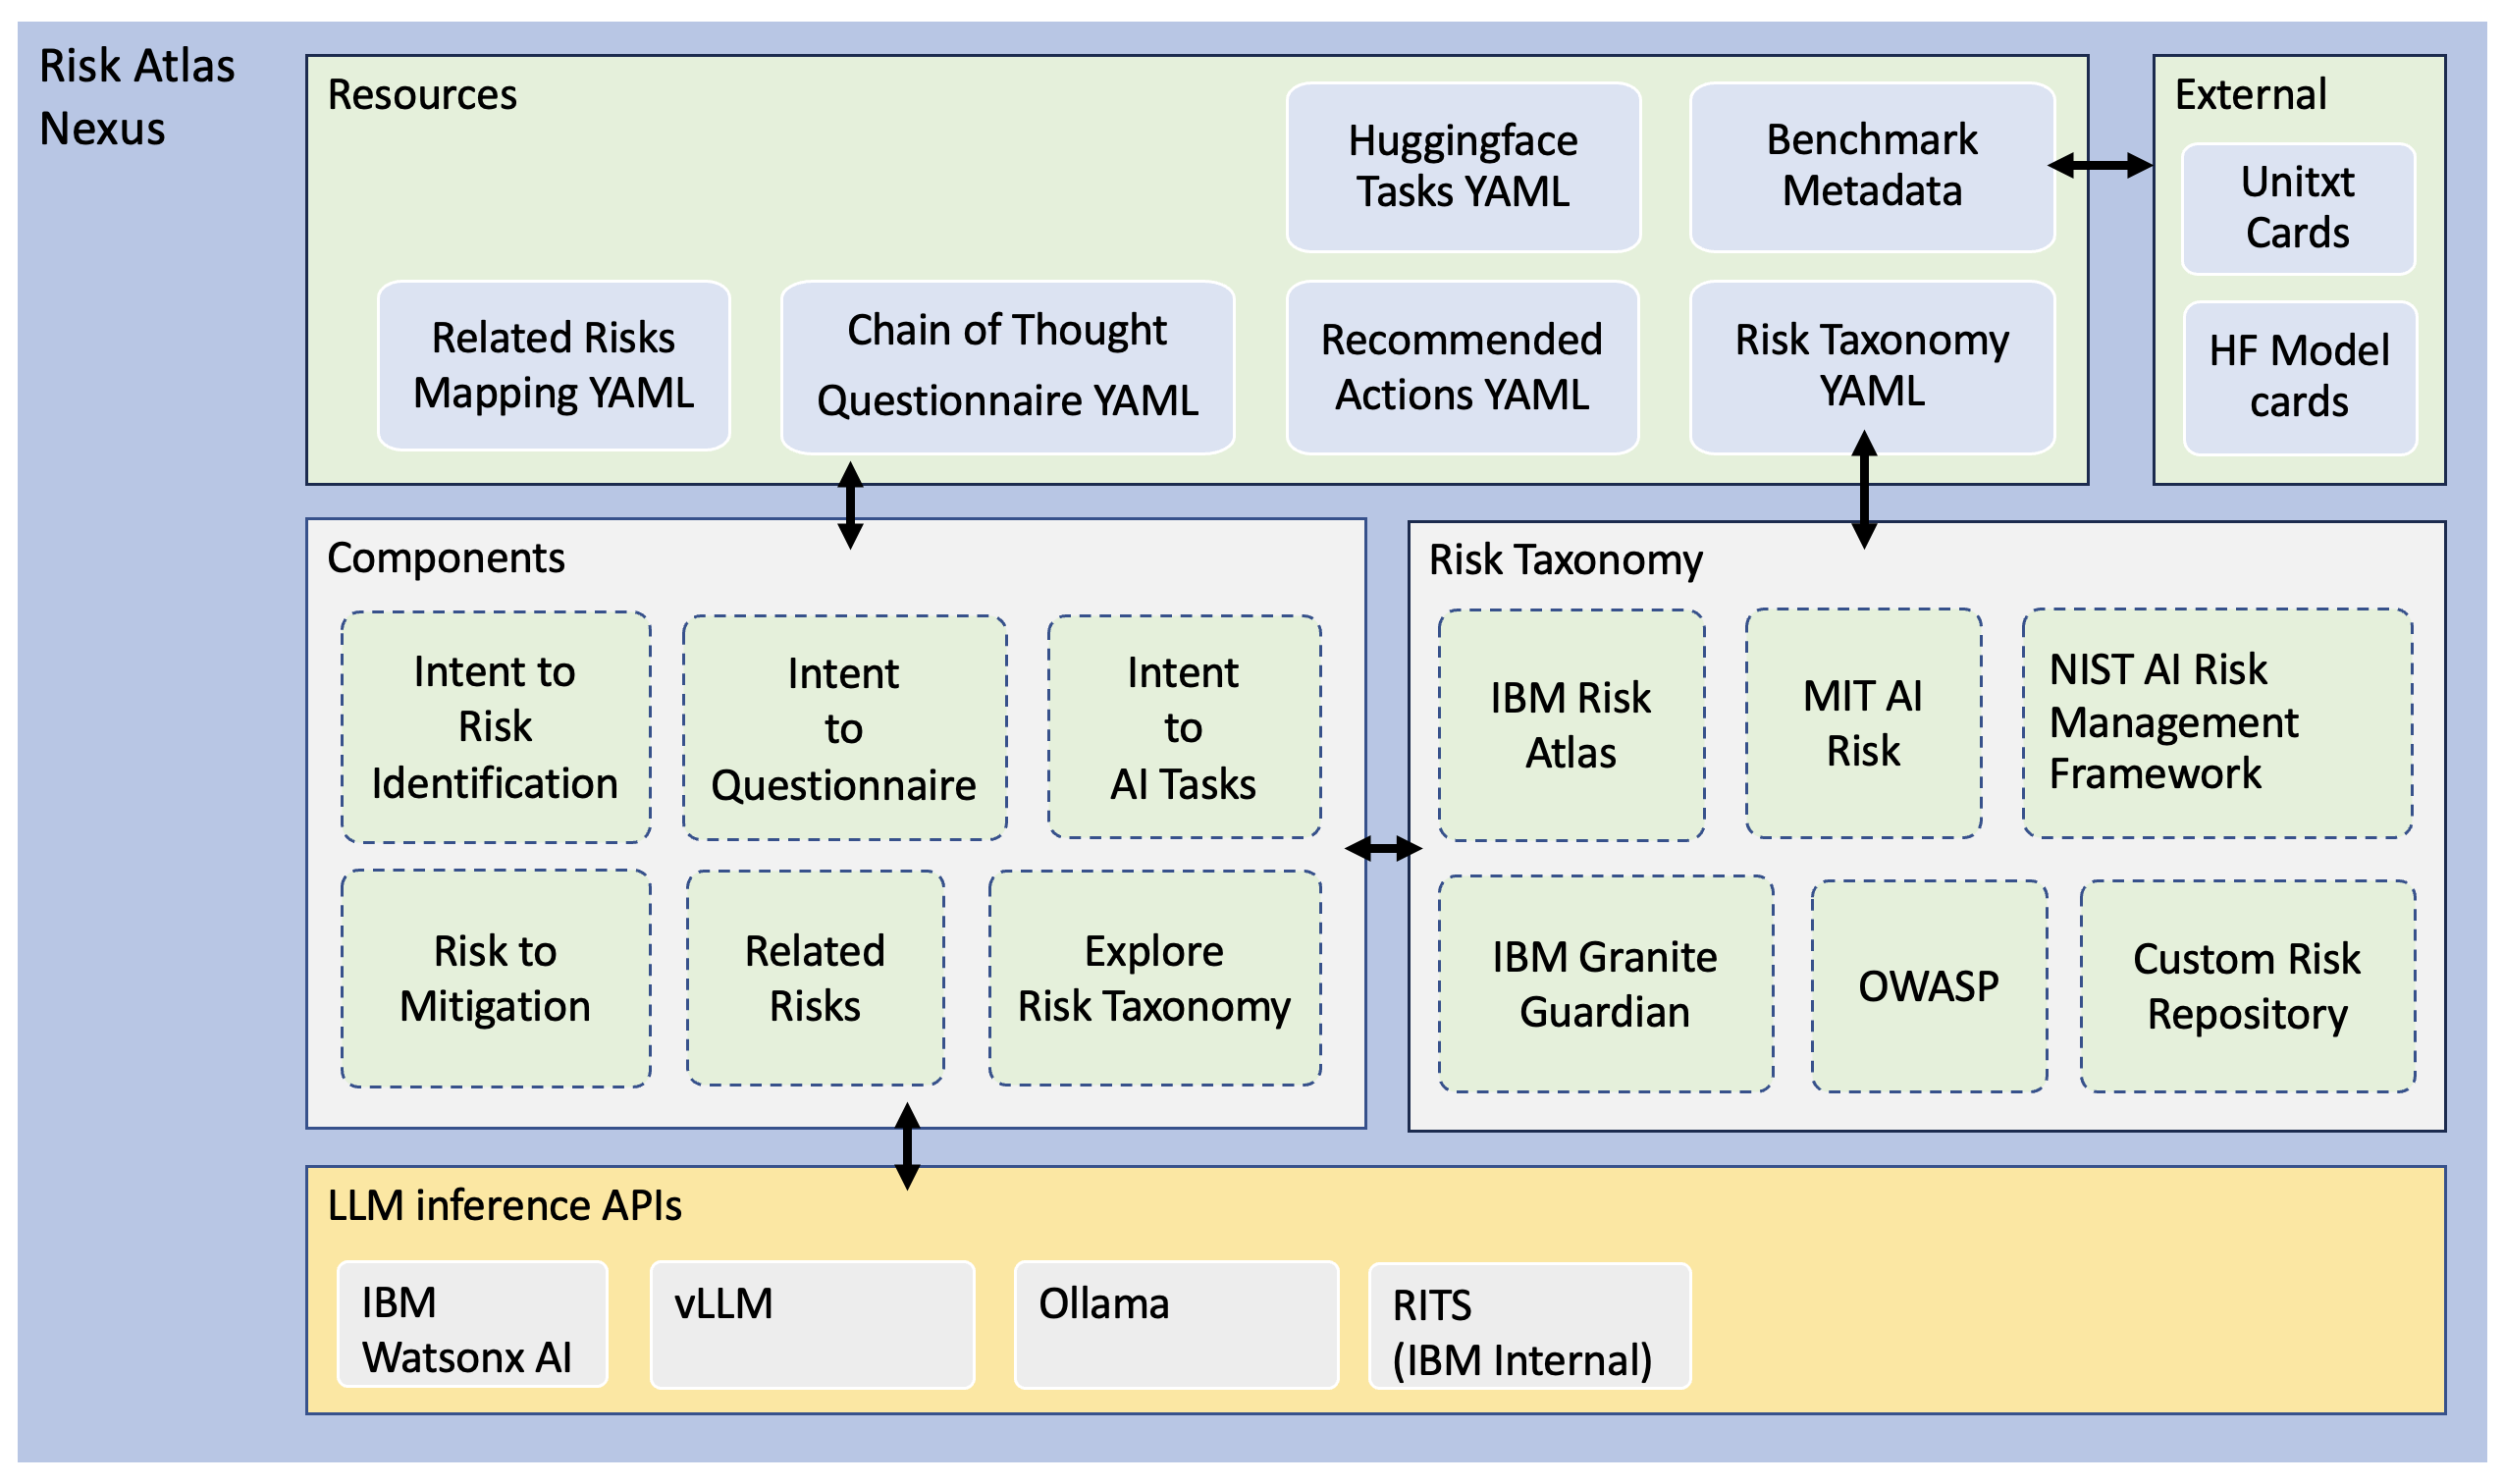 Risk Atlas
Nexus
Resources
Huggingface
Tasks YAML
Benchmark
Metadata
Related Risks
Mapping YAML
Chain of Thought
Questionnaire YAML
Recommended
Actions YAML
Risk Taxonomy
YAML
External
Unitxt
Cards
HF Model
cards
Components
Intent to
Risk
Identification
Intent
to
Questionnaire
Intent
to
AI Tasks
Risk to
Mitigation
Related
Risks
Explore
Risk Taxonomy
Risk Taxonomy
IBM Risk
Atlas
MIT AI
Risk
NIST AI Risk
Management
Framework
IBM Granite
Guardian
OWASP
Custom Risk
Repository
LLM inference APIs
IBM
Watsonx AI
vLLM
Ollama
RITS
(IBM Internal)